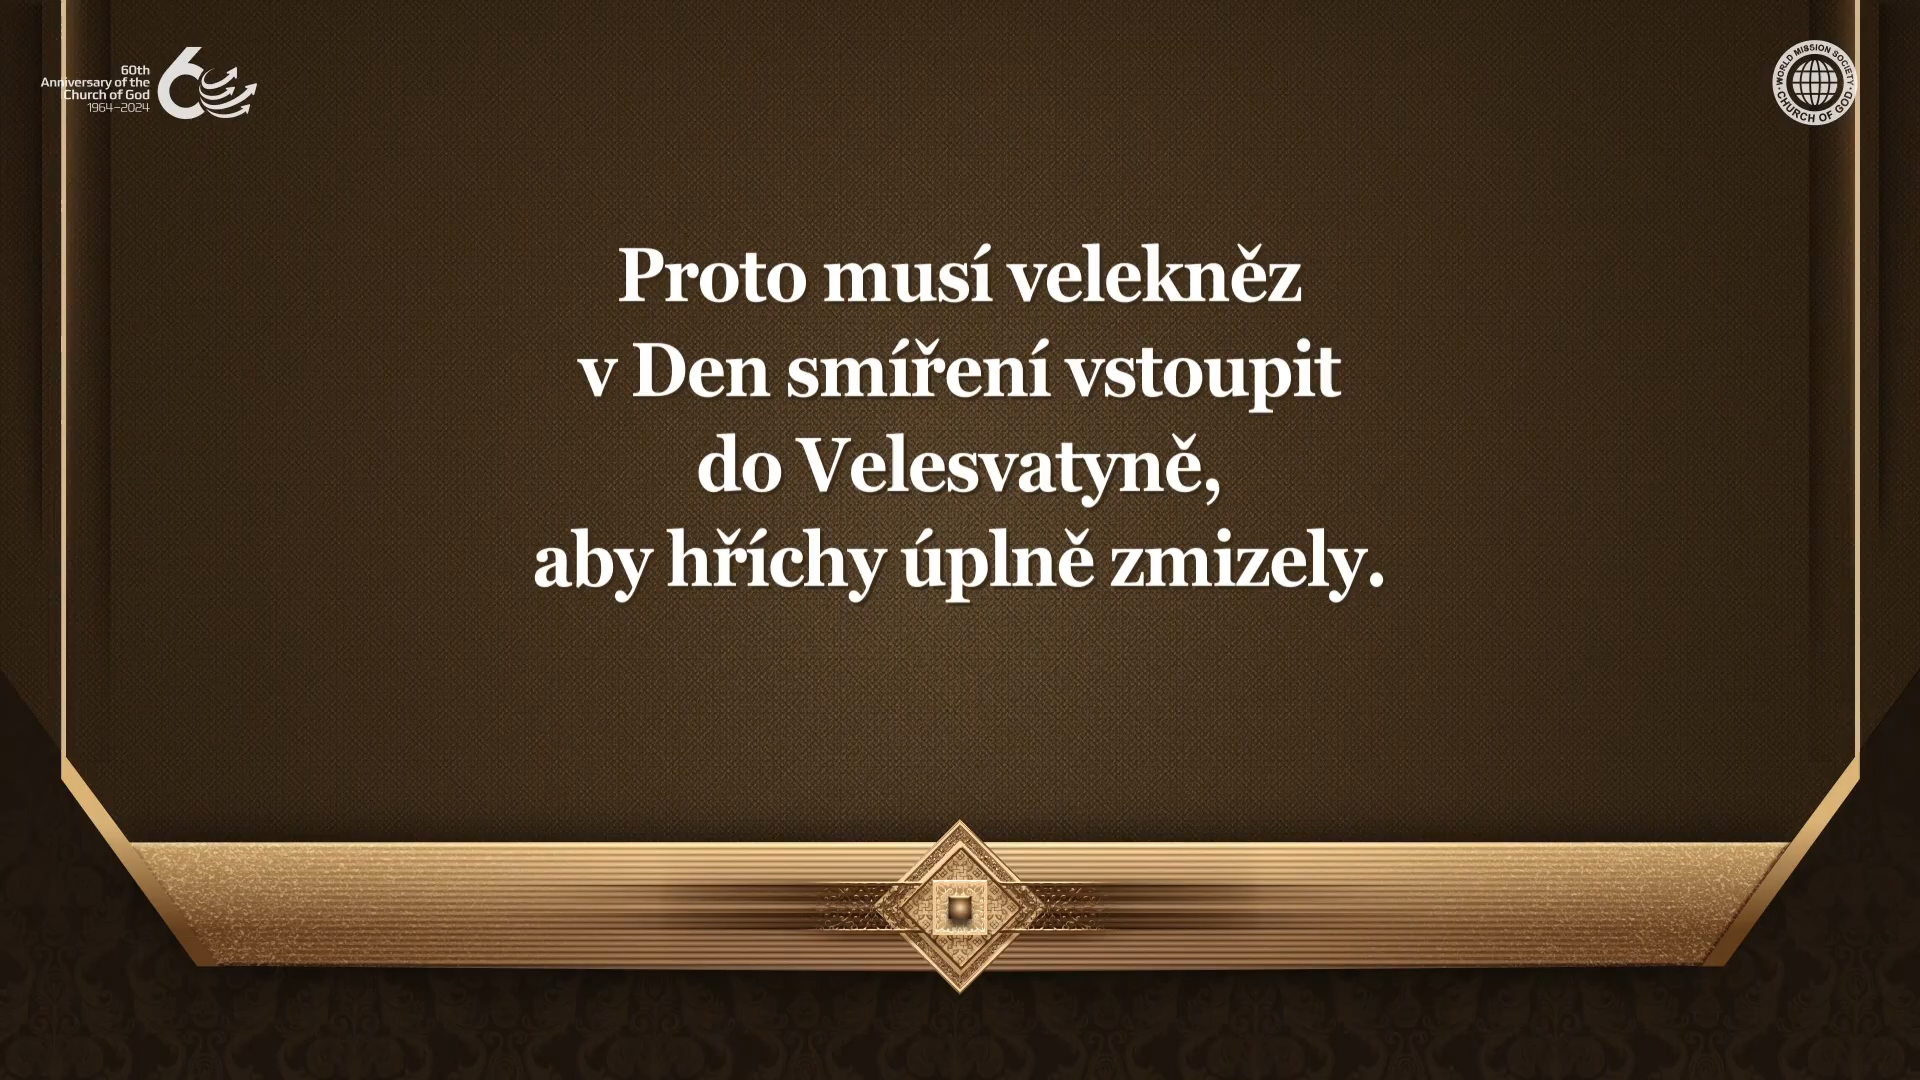 60th
Anniversary of the
Church of God
1964–2024
WORLD MISSION SOCIETY
CHURCH OF GOD
Proto musí velekněz
v Den smíření vstoupit
do Velesvatyně,
aby hříchy úplně zmizely.